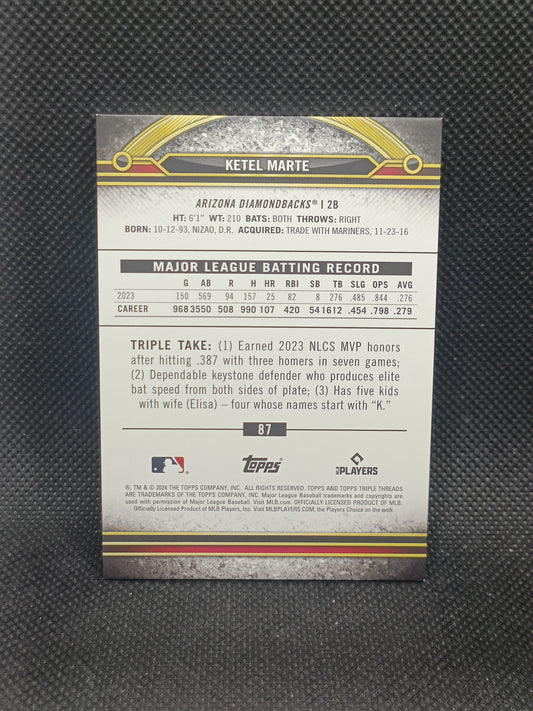 KETEL MARTE
ARIZONA DIAMONDBACKS® | 2B
HT: 6'1" WT: 210 BATS: BOTH THROWS: RIGHT
BORN: 10-12-93, NIZAO, D.R. ACQUIRED: TRADE WITH MARINERS, 11-23-16
MAJOR LEAGUE BATTING RECORD
G AB R H HR RBI SB TB SLG OPS AVG
2023 150 569 94 157 25 82 8 276 .485 .844 .276
CAREER 968 3550 508 990 107 420 54 1612 .454 .798 .279
TRIPLE TAKE: (1) Earned 2023 NLCS MVP honors
after hitting .387 with three homers in seven games;
(2) Dependable keystone defender who produces elite
bat speed from both sides of plate; (3) Has five kids
with wife (Elisa) – four whose names start with "K."
87
topps
MLB PLAYERS
®, TM & © 2024 THE TOPPS COMPANY, INC. ALL RIGHTS RESERVED. TOPPS AND TOPPS TRIPLE THREADS
ARE TRADEMARKS OF THE TOPPS COMPANY, INC. Major League Baseball trademarks and copyrights are
used with permission of Major League Baseball. Visit MLB.com. OFFICIALLY LICENSED PRODUCT OF MLB.
Officially Licensed Product of MLB Players, Inc. Visit MLBPLAYERS.COM, the Players Choice on the web.